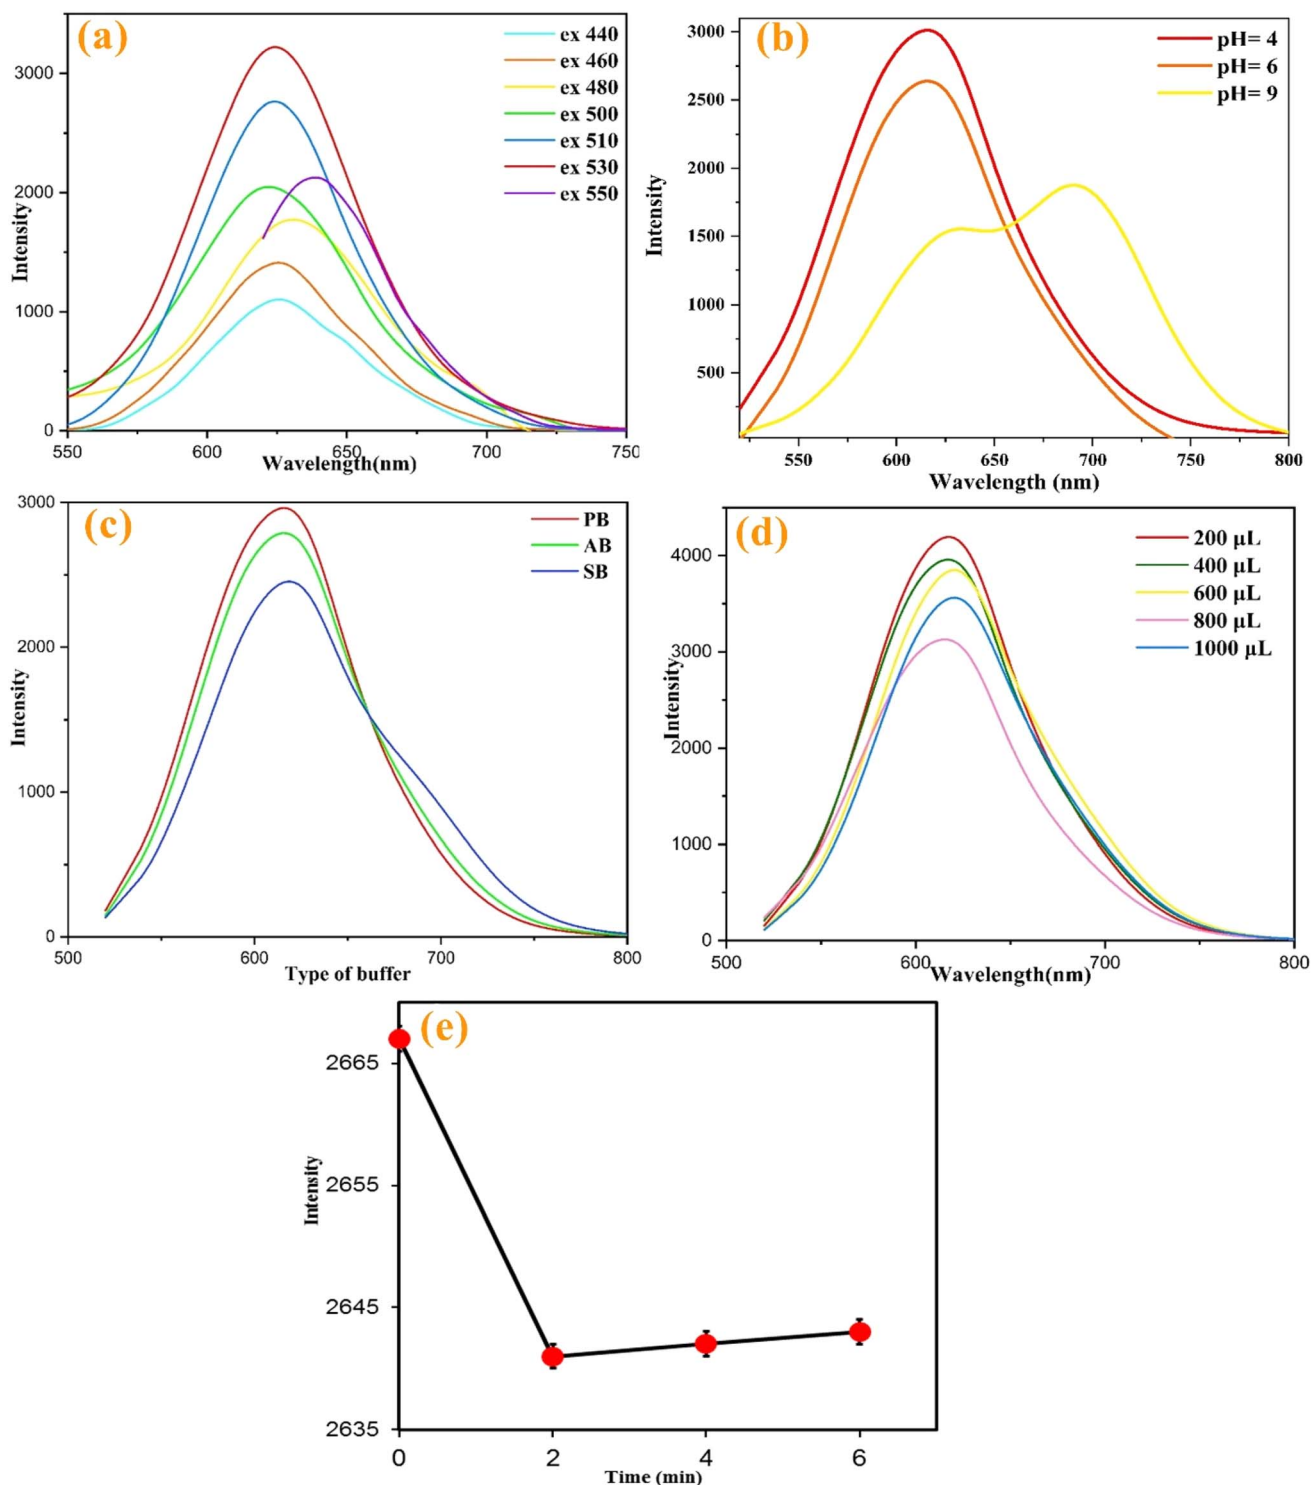 (a)
ex 440
ex 460
ex 480
ex 500
ex 510
ex 530
ex 550
3000
2000
1000
0
Intensity
550
600
650
700
750
Wavelength(nm)
(b)
pH= 4
pH= 6
pH= 9
3000
2500
2000
1500
1000
500
Intensity
550
600
650
700
750
800
Wavelength (nm)
(c)
PB
AB
SB
3000
2000
1000
0
Intensity
500
600
700
800
Type of buffer
(d)
200 µL
400 µL
600 µL
800 µL
1000 µL
4000
3000
2000
1000
0
Intensity
500
600
700
800
Wavelength(nm)
(e)
2665
2655
2645
2635
Intensity
0
2
4
6
Time (min)